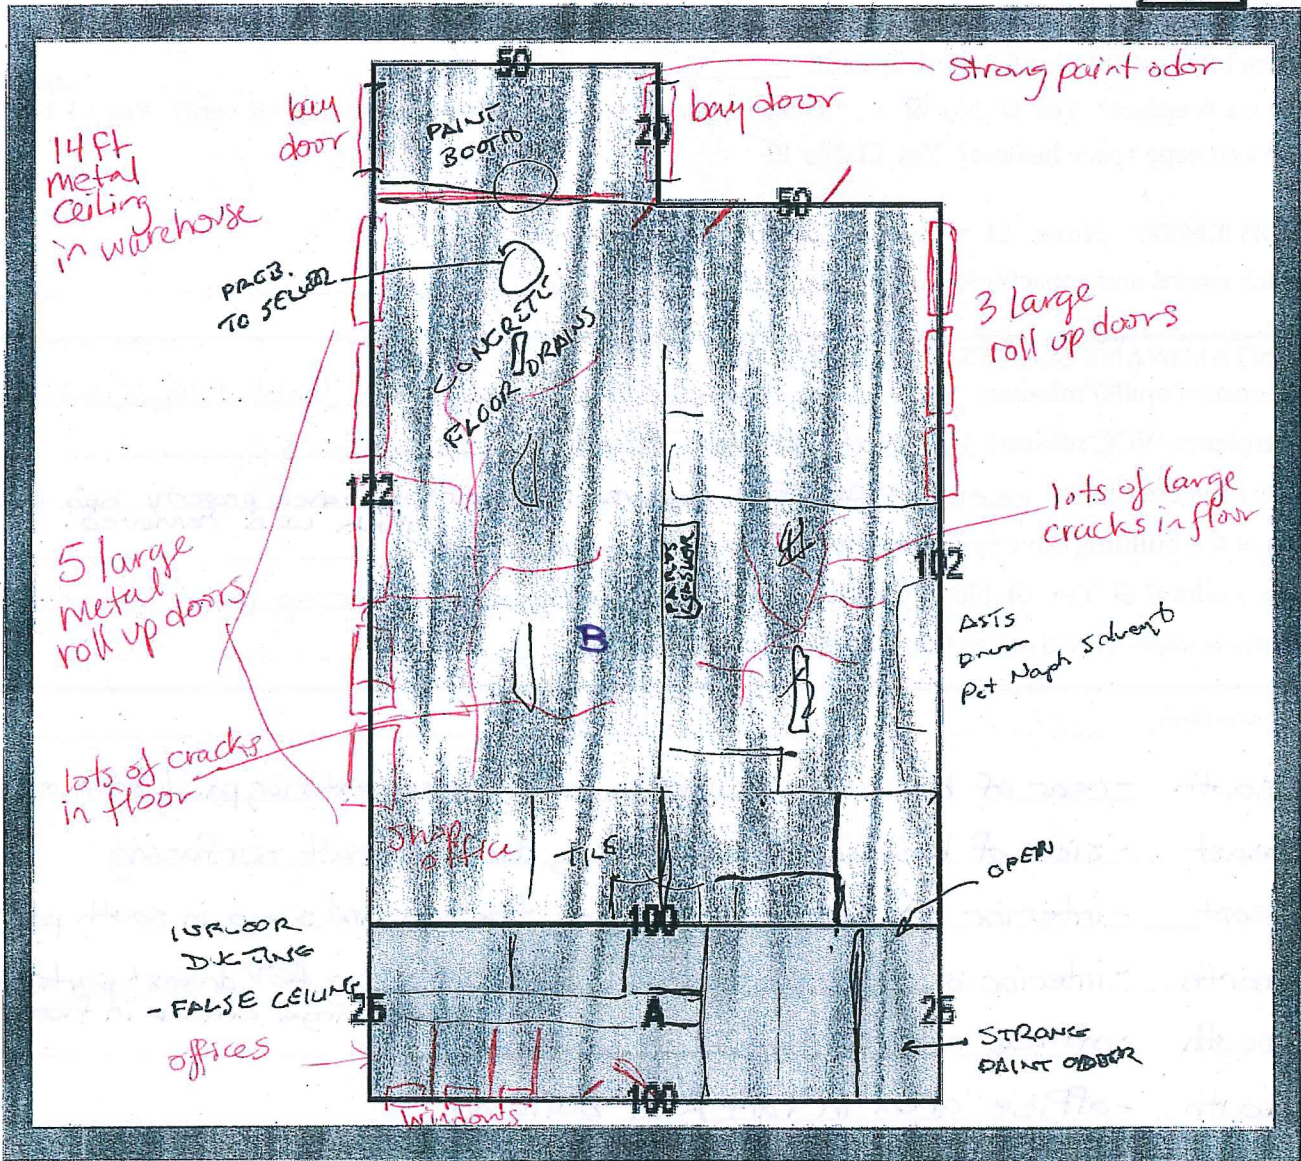 50
Strong paint odor
bay
door
PAINT
BOOTH
20
bay door
14 ft
metal
ceiling
in warehouse
50
TO
CONCRETE
FLOOR DRAINS
3 large
roll up doors
122
lots of large
cracks in floor
102
5 large
metal
roll up doors
B
ASTS
Drum
Pet Naph Solvent
lots of cracks
in floor
Shop
office
TILE
OPEN
100
INFLOOR
DUCTING
- FALSE CEILING
25
A
25
offices
STRONG
PAINT ODOR
100
Windows